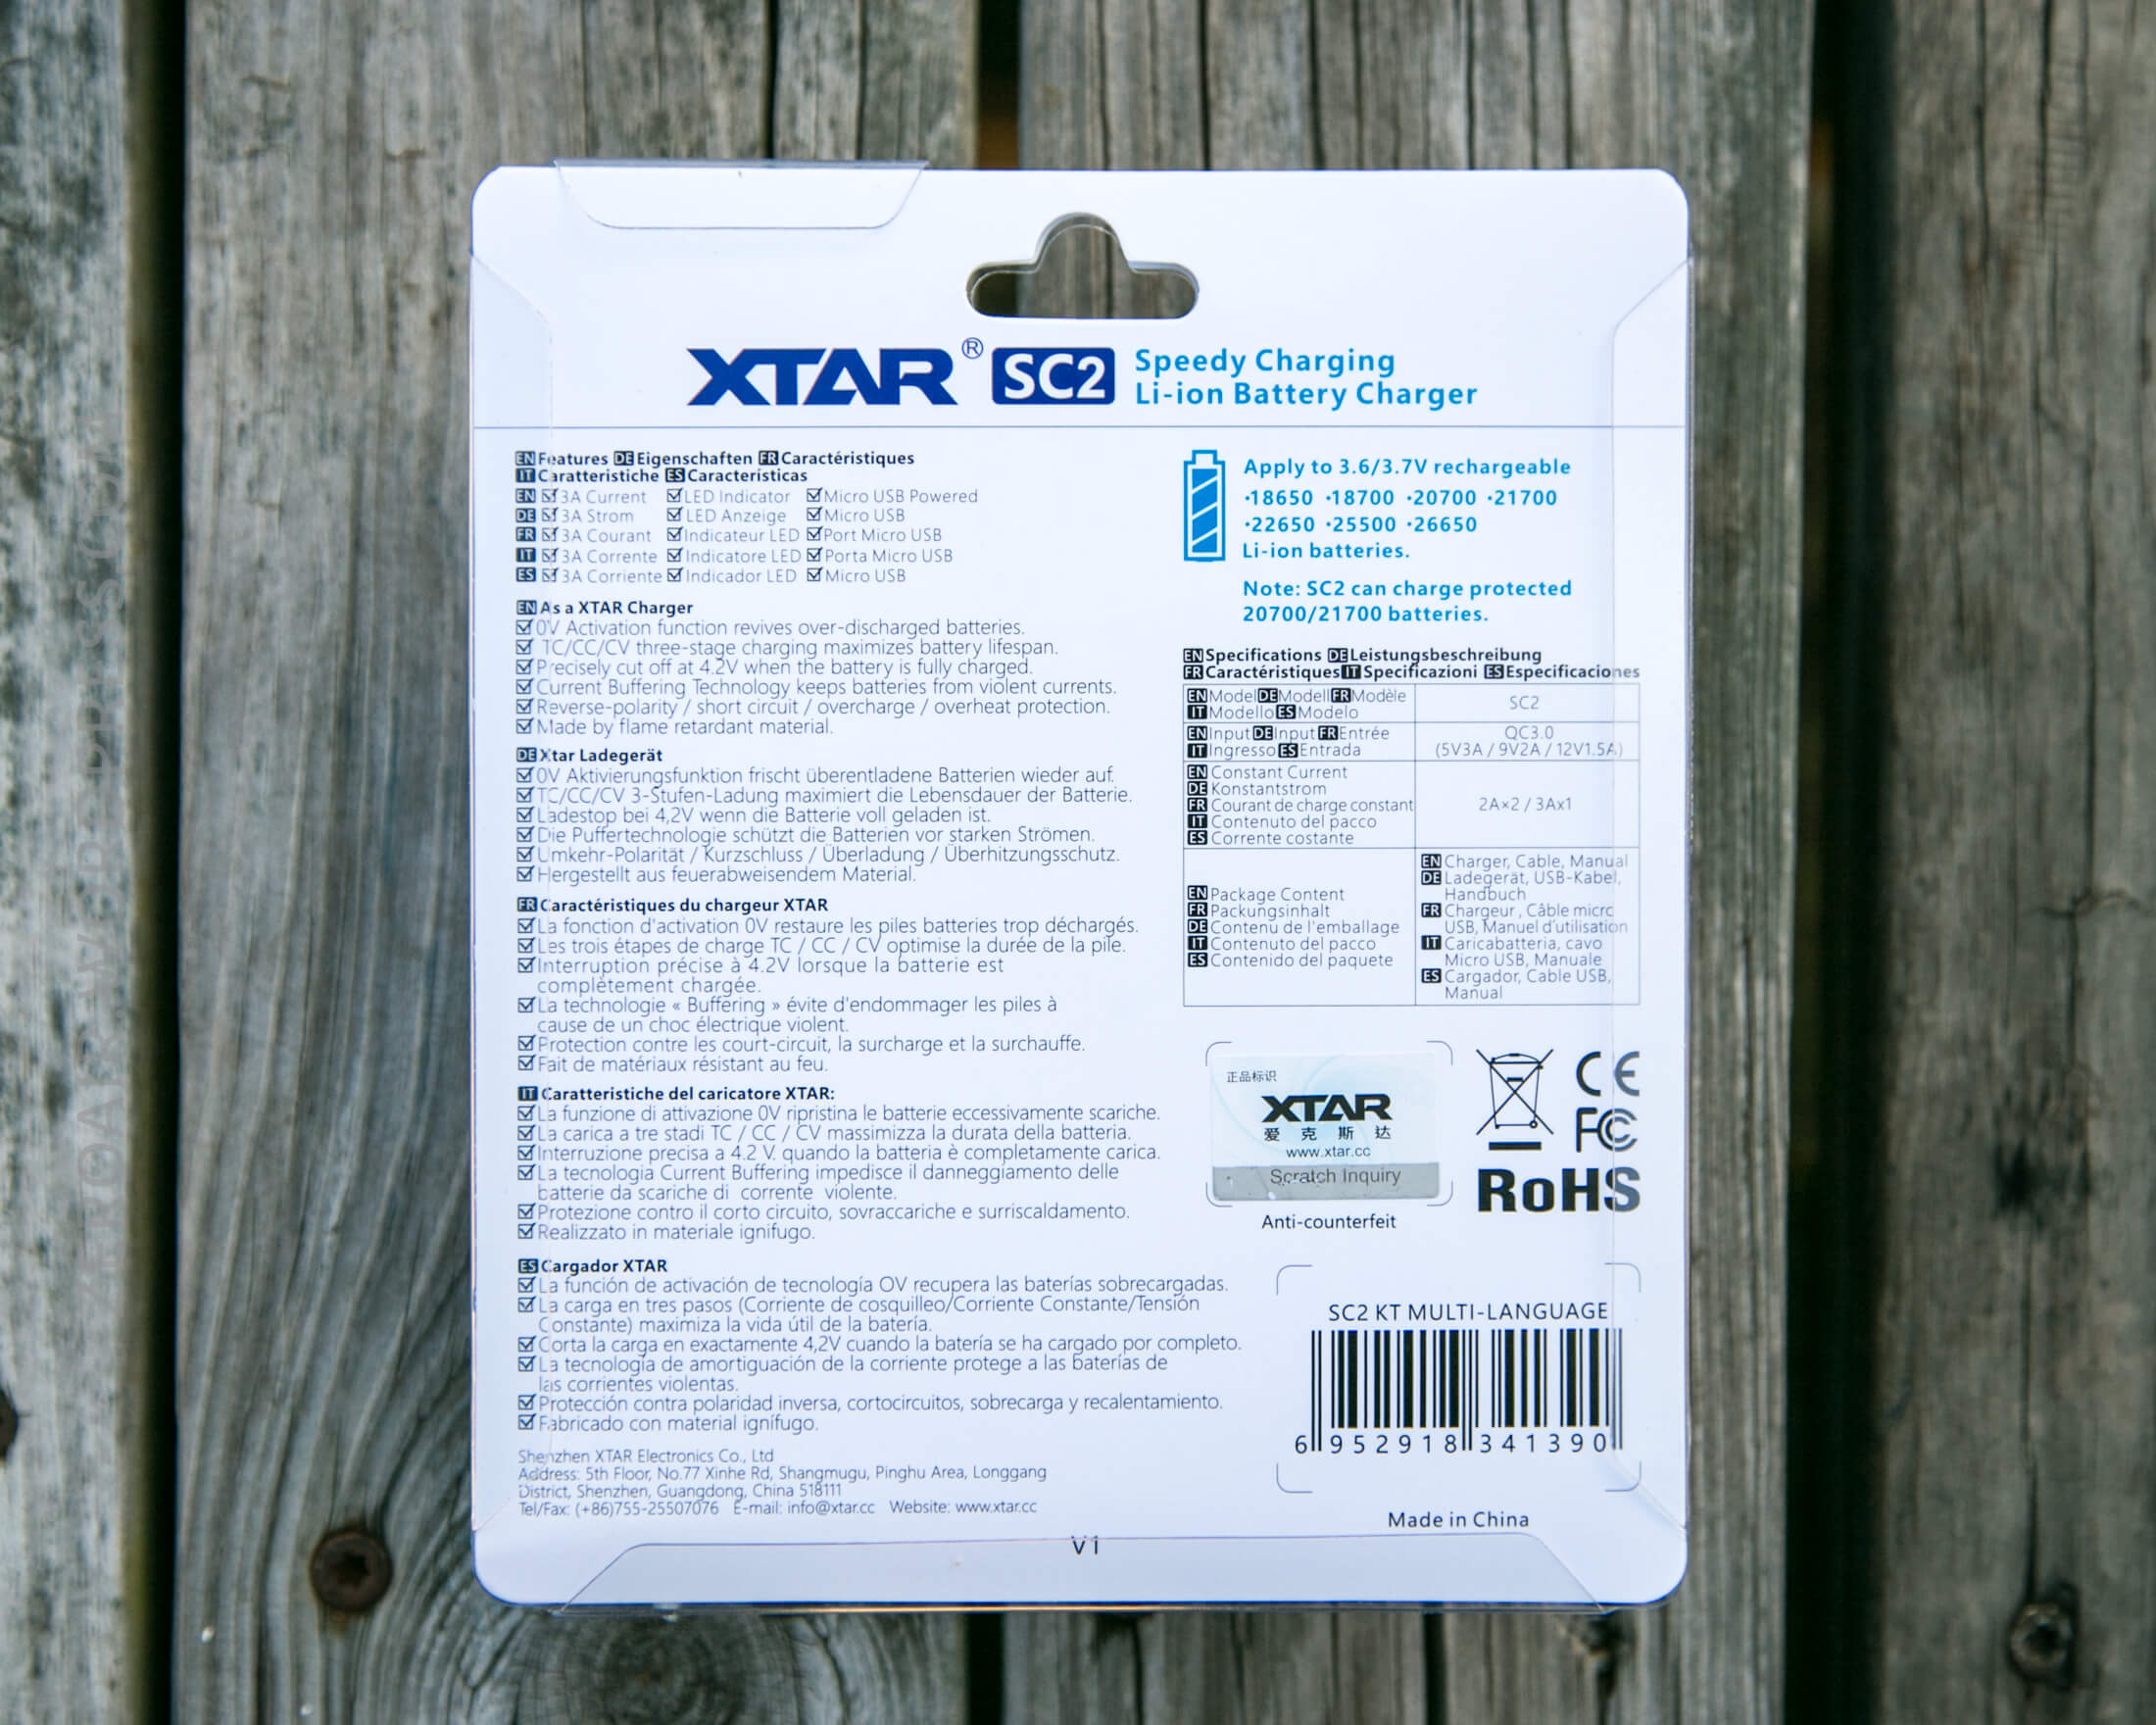 XTAR® SC2 Speedy Charging
Li-ion Battery Charger
EN Features DE Eigenschaften FR Caractéristiques
IT Caratteristiche ES Caracteristicas
EN ☑3A Current ☑LED Indicator ☑Micro USB Powered
DE ☑3A Strom ☑LED Anzeige ☑Micro USB
FR ☑3A Courant ☑Indicateur LED ☑Port Micro USB
IT ☑3A Corrente ☑Indicatore LED ☑Porta Micro USB
ES ☑3A Corriente ☑Indicador LED ☑Micro USB
EN As a XTAR Charger
☑0V Activation function revives over-discharged batteries.
☑ TC/CC/CV three-stage charging maximizes battery lifespan.
☑Precisely cut off at 4.2V when the battery is fully charged.
☑Current Buffering Technology keeps batteries from violent currents.
☑Reverse-polarity / short circuit / overcharge / overheat protection.
☑Made by flame retardant material.
DE Xtar Ladegerät
☑0V Aktivierungsfunktion frischt überentladene Batterien wieder auf.
☑TC/CC/CV 3-Stufen-Ladung maximiert die Lebensdauer der Batterie.
☑Ladestop bei 4,2V wenn die Batterie voll geladen ist.
☑Die Puffertechnologie schützt die Batterien vor starken Strömen.
☑Umkehr-Polarität / Kurzschluss / Überladung / Überhitzungsschutz.
☑Hergestellt aus feuerabweisendem Material.
FR Caractéristiques du chargeur XTAR
☑La fonction d'activation 0V restaure les piles batteries trop déchargés.
☑Les trois étapes de charge TC / CC / CV optimise la durée de la pile.
☑Interruption précise à 4.2V lorsque la batterie est
complètement chargée.
☑La technologie « Buffering » évite d'endommager les piles à
cause de un choc électrique violent.
☑Protection contre les court-circuit, la surcharge et la surchauffe.
☑Fait de matériaux résistant au feu.
IT Caratteristiche del caricatore XTAR:
☑La funzione di attivazione 0V ripristina le batterie eccessivamente scariche.
☑La carica a tre stadi TC / CC / CV massimizza la durata della batteria.
☑Interruzione precisa a 4.2 V. quando la batteria è completamente carica.
☑La tecnologia Current Buffering impedisce il danneggiamento delle
batterie da scariche di corrente violente.
☑Protezione contro il corto circuito, sovraccariche e surriscaldamento.
☑Realizzato in materiale ignifugo.
ES Cargador XTAR
☑La función de activación de tecnología OV recupera las baterías sobrecargadas.
☑La carga en tres pasos (Corriente de cosquilleo/Corriente Constante/Tensión
Constante) maximiza la vida útil de la batería.
☑Corta la carga en exactamente 4,2V cuando la batería se ha cargado por completo.
☑La tecnología de amortiguación de la corriente protege a las baterías de
las corrientes violentas.
☑Protección contra polaridad inversa, cortocircuitos, sobrecarga y recalentamiento.
☑Fabricado con material ignífugo.
Shenzhen XTAR Electronics Co., Ltd
Address: 5th Floor, No.77 Xinhe Rd, Shangmugu, Pinghu Area, Longgang
District, Shenzhen, Guangdong, China 518111
Tel/Fax: (+86)755-25507076 E-mail: info@xtar.cc Website: www.xtar.cc
Apply to 3.6/3.7V rechargeable
·18650 ·18700 ·20700 ·21700
·22650 ·25500 ·26650
Li-ion batteries.
Note: SC2 can charge protected
20700/21700 batteries.
EN Specifications DE Leistungsbeschreibung
FR Caractéristiques IT Specificazioni ES Especificaciones
EN Model DE Modell FR Modèle
IT Modello ES Modelo
SC2
EN Input DE Input FR Entrée
IT Ingresso ES Entrada
QC3.0
(5V3A / 9V2A / 12V1.5A)
EN Constant Current
DE Konstantstrom
FR Courant de charge constant
IT Contenuto del pacco
ES Corrente costante
2A×2 / 3Ax1
EN Package Content
FR Packungsinhalt
DE Contenu de l'emballage
IT Contenuto del pacco
ES Contenido del paquete
EN Charger, Cable, Manual
DE Ladegerät, USB-Kabel,
Handbuch
FR Chargeur , Câble micro
USB, Manuel d'utilisation
IT Caricabatteria, cavo
Micro USB, Manuale
ES Cargador, Cable USB,
Manual
正品标识
XTAR
爱克斯达
www.xtar.cc
Scratch Inquiry
Anti-counterfeit
CE
FC
RoHS
SC2 KT MULTI-LANGUAGE
6 952918 341390
Made in China
V1